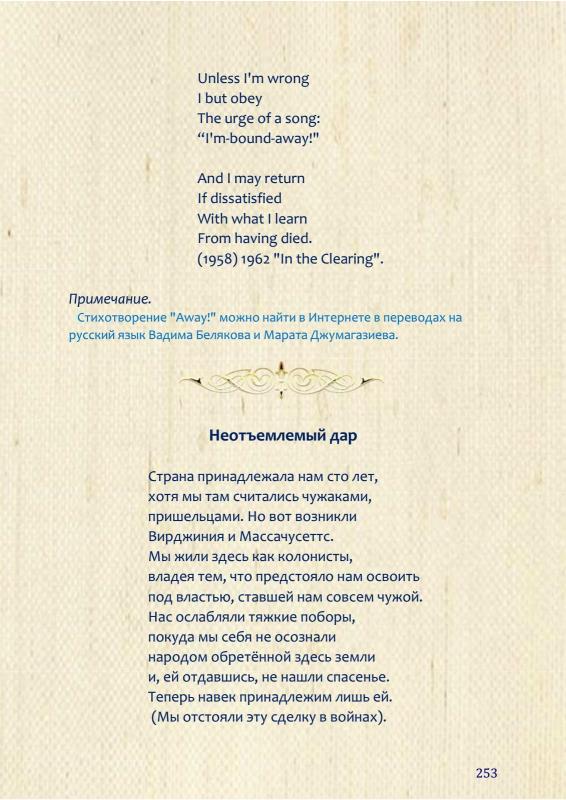 Unless I'm wrong
I but obey
The urge of a song:
“I'm-bound-away!"
And I may return
If dissatisfied
With what I learn
From having died.
(1958) 1962 "In the Clearing".
Примечание.
Стихотворение "Away!" можно найти в Интернете в переводах на
русский язык Вадима Белякова и Марата Джумагазиева.
Неотъемлемый дар
Страна принадлежала нам сто лет,
хотя мы там считались чужаками,
пришельцами. Но вот возникли
Вирджиния и Массачусеттс.
Мы жили здесь как колонисты,
владея тем, что предстояло нам освоить
под властью, ставшей нам совсем чужой.
Нас ослабляли тяжкие поборы,
покуда мы себя не осознали
народом обретённой здесь земли
и, ей отдавшись, не нашли спасенье.
Теперь навек принадлежим лишь ей.
(Мы отстояли эту сделку в войнах).
253